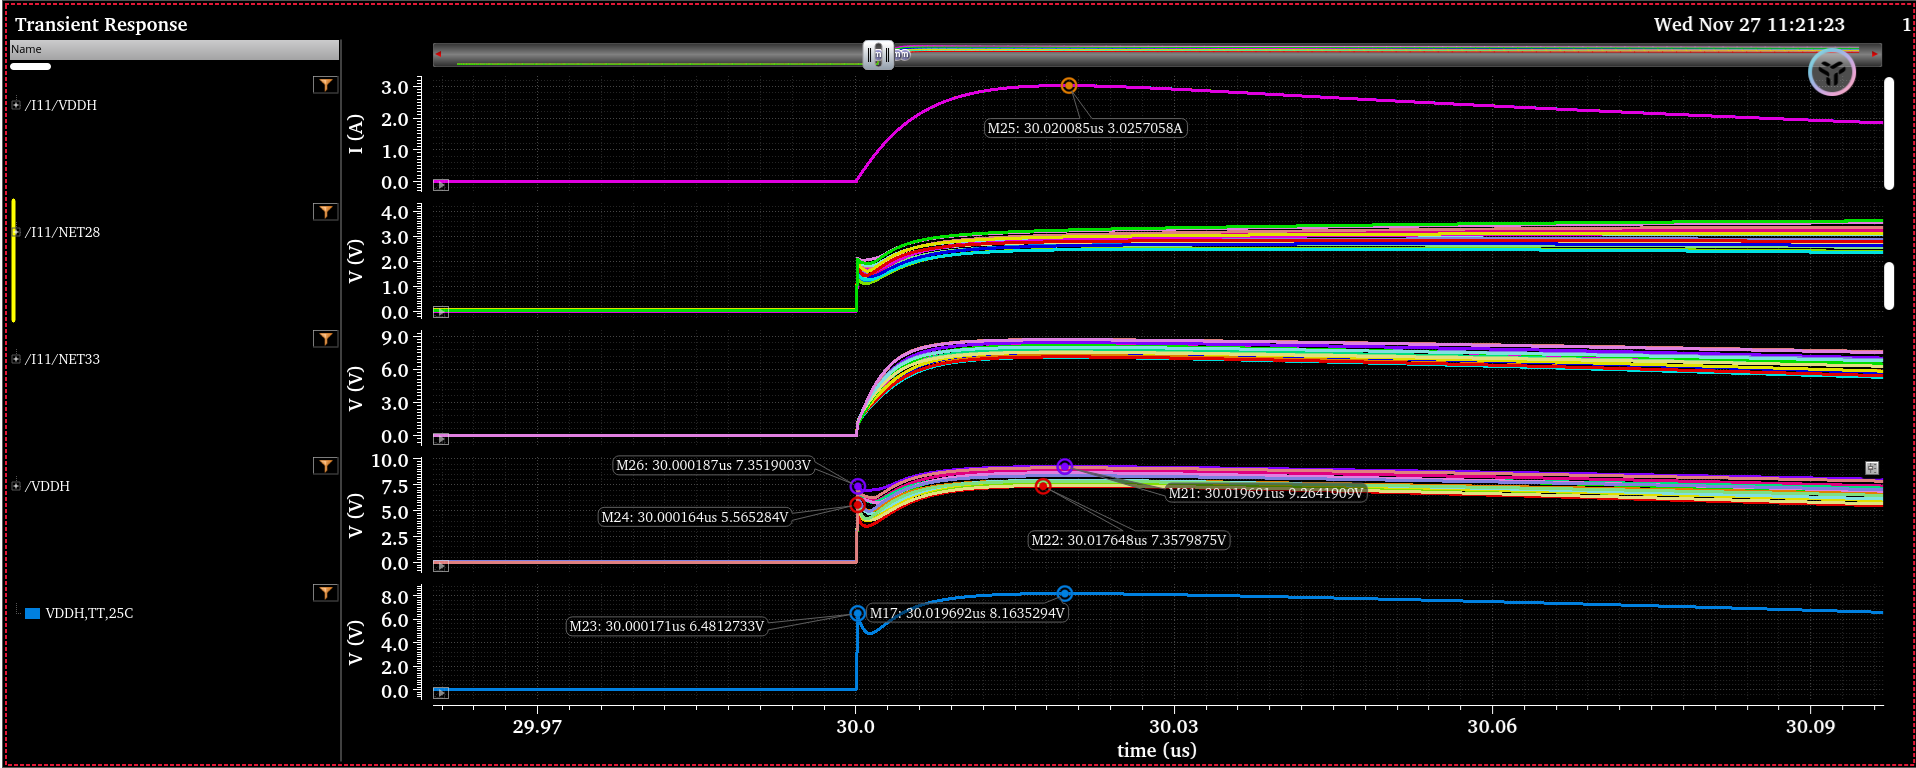 Transient Response
Wed Nov 27 11:21:23 1
Name
/I11/VDDH
I (A)
3.0
2.0
1.0
0.0
M25: 30.020085us 3.0257058A
/I11/NET28
V (V)
4.0
3.0
2.0
1.0
0.0
/I11/NET33
V (V)
9.0
6.0
3.0
0.0
/VDDH
V (V)
10.0
7.5
5.0
2.5
0.0
M26: 30.000187us 7.3519003V
M24: 30.000164us 5.565284V
M21: 30.019691us 9.2641909V
M22: 30.017648us 7.3579875V
VDDH,TT,25C
V (V)
8.0
6.0
4.0
2.0
0.0
M23: 30.000171us 6.4812733V
M17: 30.019692us 8.1635294V
29.97 30.0 30.03 30.06 30.09
time (us)